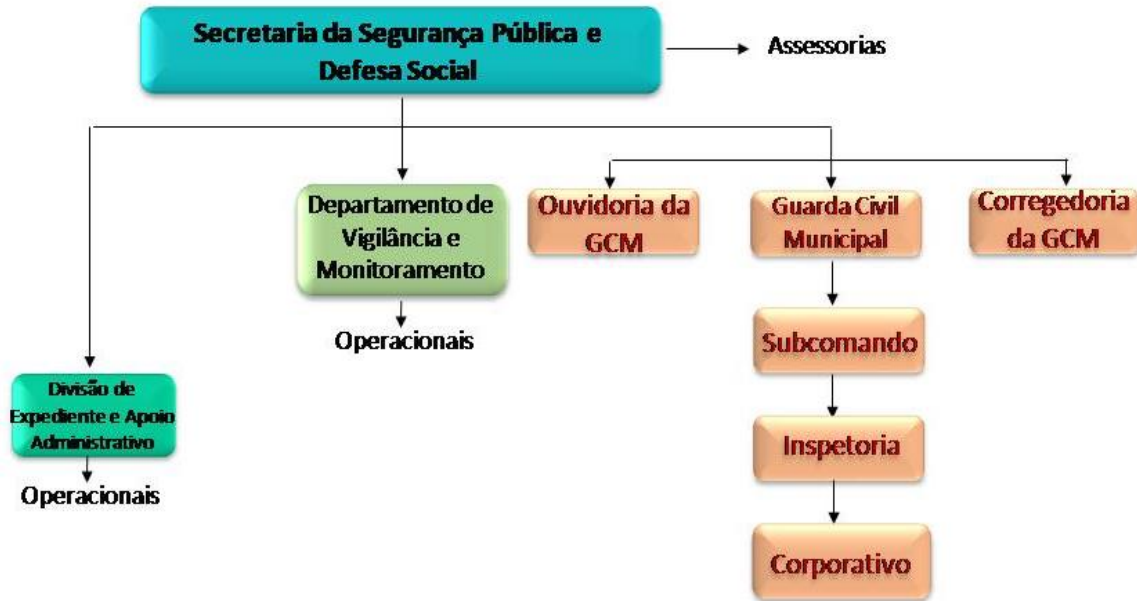 Secretaria da Segurança Pública e
Defesa Social
Assessorias
Departamento de
Vigilância e
Monitoramento
Operacionais
Ouvidoria da
GCM
Guarda Civil
Municipal
Corregedoria
da GCM
Subcomando
Inspetoria
Corporativo
Divisão de
Expediente e Apoio
Administrativo
Operacionais